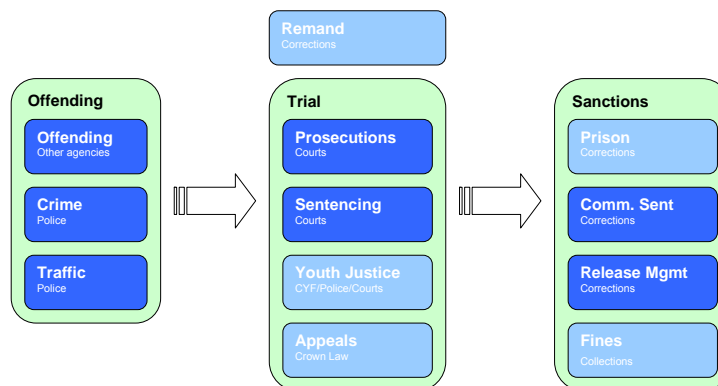 Remand
Corrections
Offending
Offending
Other agencies
Crime
Police
Traffic
Police
Trial
Prosecutions
Courts
Sentencing
Courts
Youth Justice
CYF/Police/Courts
Appeals
Crown Law
Sanctions
Prison
Corrections
Comm. Sent
Corrections
Release Mgmt
Corrections
Fines
Collections